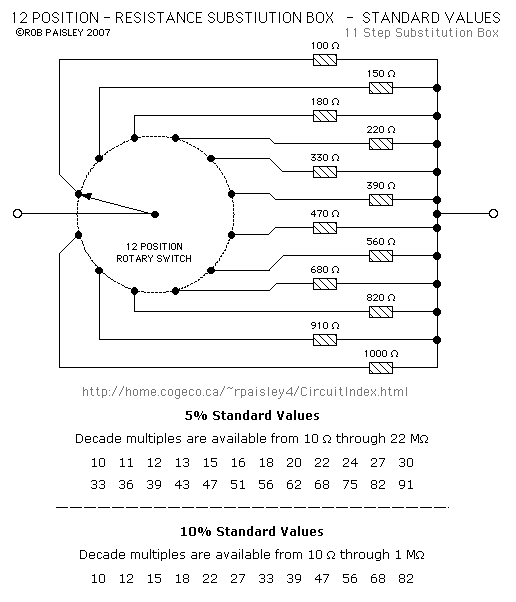 12 POSITION - RESISTANCE SUBSTIUTION BOX - STANDARD VALUES
©ROB PAISLEY 2007
11 Step Substitution Box
100 Ω
150 Ω
180 Ω
220 Ω
330 Ω
390 Ω
470 Ω
560 Ω
680 Ω
820 Ω
910 Ω
1000 Ω
12 POSITION
ROTARY SWITCH
http://home.cogeco.ca/~rpaisley4/CircuitIndex.html
5% Standard Values
Decade multiples are available from 10 Ω through 22 MΩ
10 11 12 13 15 16 18 20 22 24 27 30
33 36 39 43 47 51 56 62 68 75 82 91
10% Standard Values
Decade multiples are available from 10 Ω through 1 MΩ
10 12 15 18 22 27 33 39 47 56 68 82